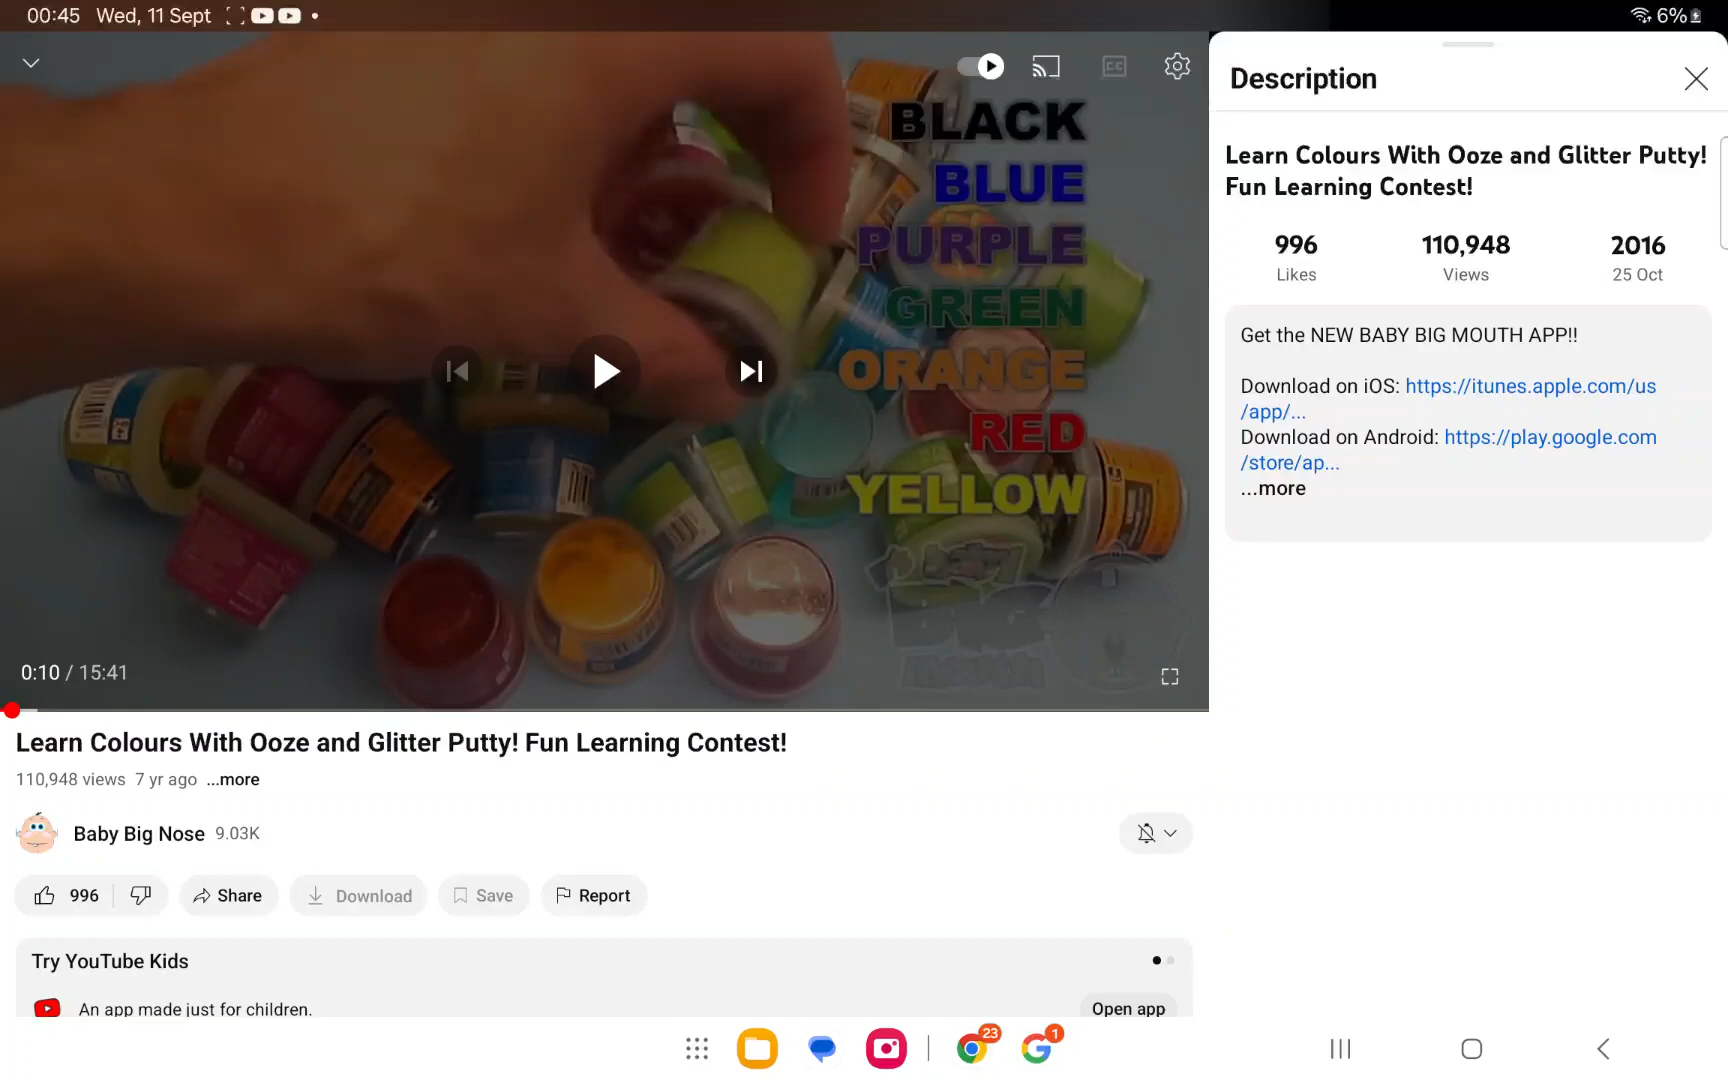 00:45 Wed, 11 Sept
6%
BLACK
BLUE
PURPLE
GREEN
ORANGE
RED
YELLOW
0:10 / 15:41
Learn Colours With Ooze and Glitter Putty! Fun Learning Contest!
110,948 views 7 yr ago ...more
Baby Big Nose 9.03K
996
Share
Download
Save
Report
Try YouTube Kids
An app made just for children.
Open app
Description
Learn Colours With Ooze and Glitter Putty!
Fun Learning Contest!
996 110,948 2016
Likes Views 25 Oct
Get the NEW BABY BIG MOUTH APP!!
Download on iOS: https://itunes.apple.com/us
/app/...
Download on Android: https://play.google.com
/store/ap...
...more
23
1